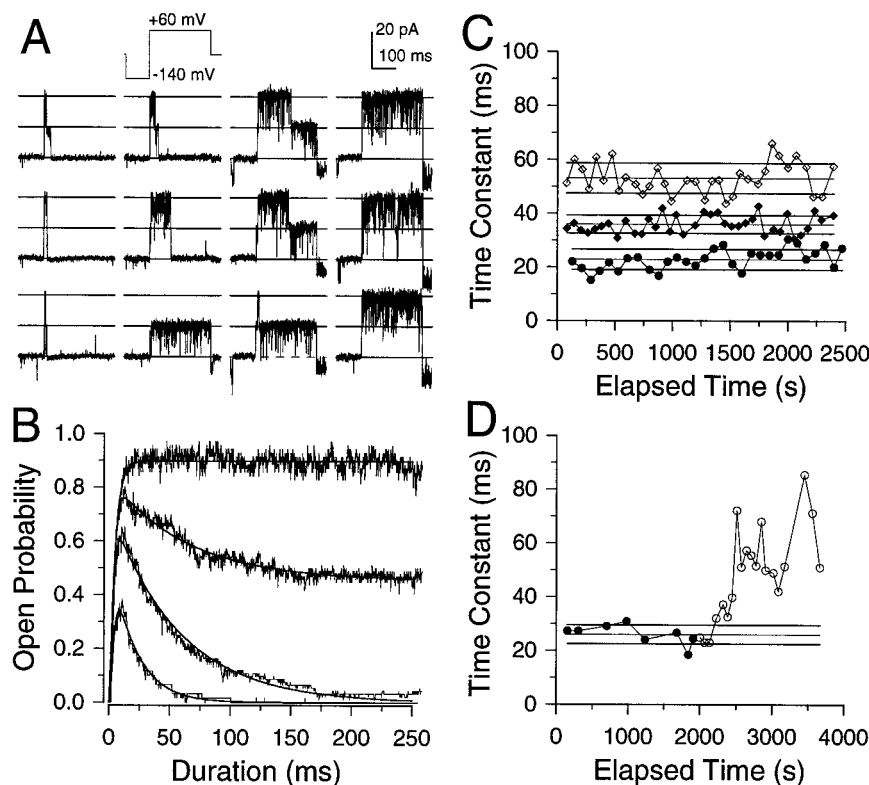 A
+60 mV
-140 mV
20 pA
100 ms
B
Open Probability
1.0
0.8
0.6
0.4
0.2
0.0
0 50 100 150 200 250
Duration (ms)
C
Time Constant (ms)
100
80
60
40
20
0
0 500 1000 1500 2000 2500
Elapsed Time (s)
D
Time Constant (ms)
100
80
60
40
20
0
0 1000 2000 3000 4000
Elapsed Time (s)